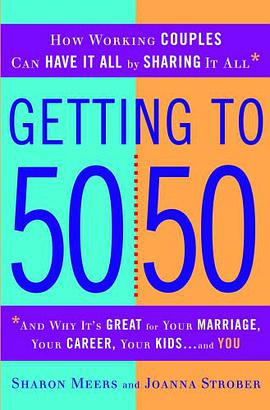 How Working COUPLES
Can HAVE IT ALL by SHARING It All*
GETTING TO
50 50
*And Why It's GREAT for Your MARRIAGE,
Your CAREER, Your KIDS...and YOU
Sharon Meers and Joanna Strober